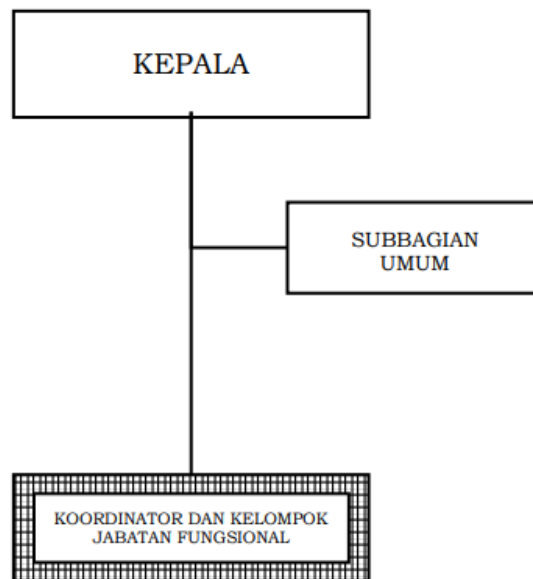 KEPALA
SUBBAGIAN
UMUM
KOORDINATOR DAN KELOMPOK
JABATAN FUNGSIONAL